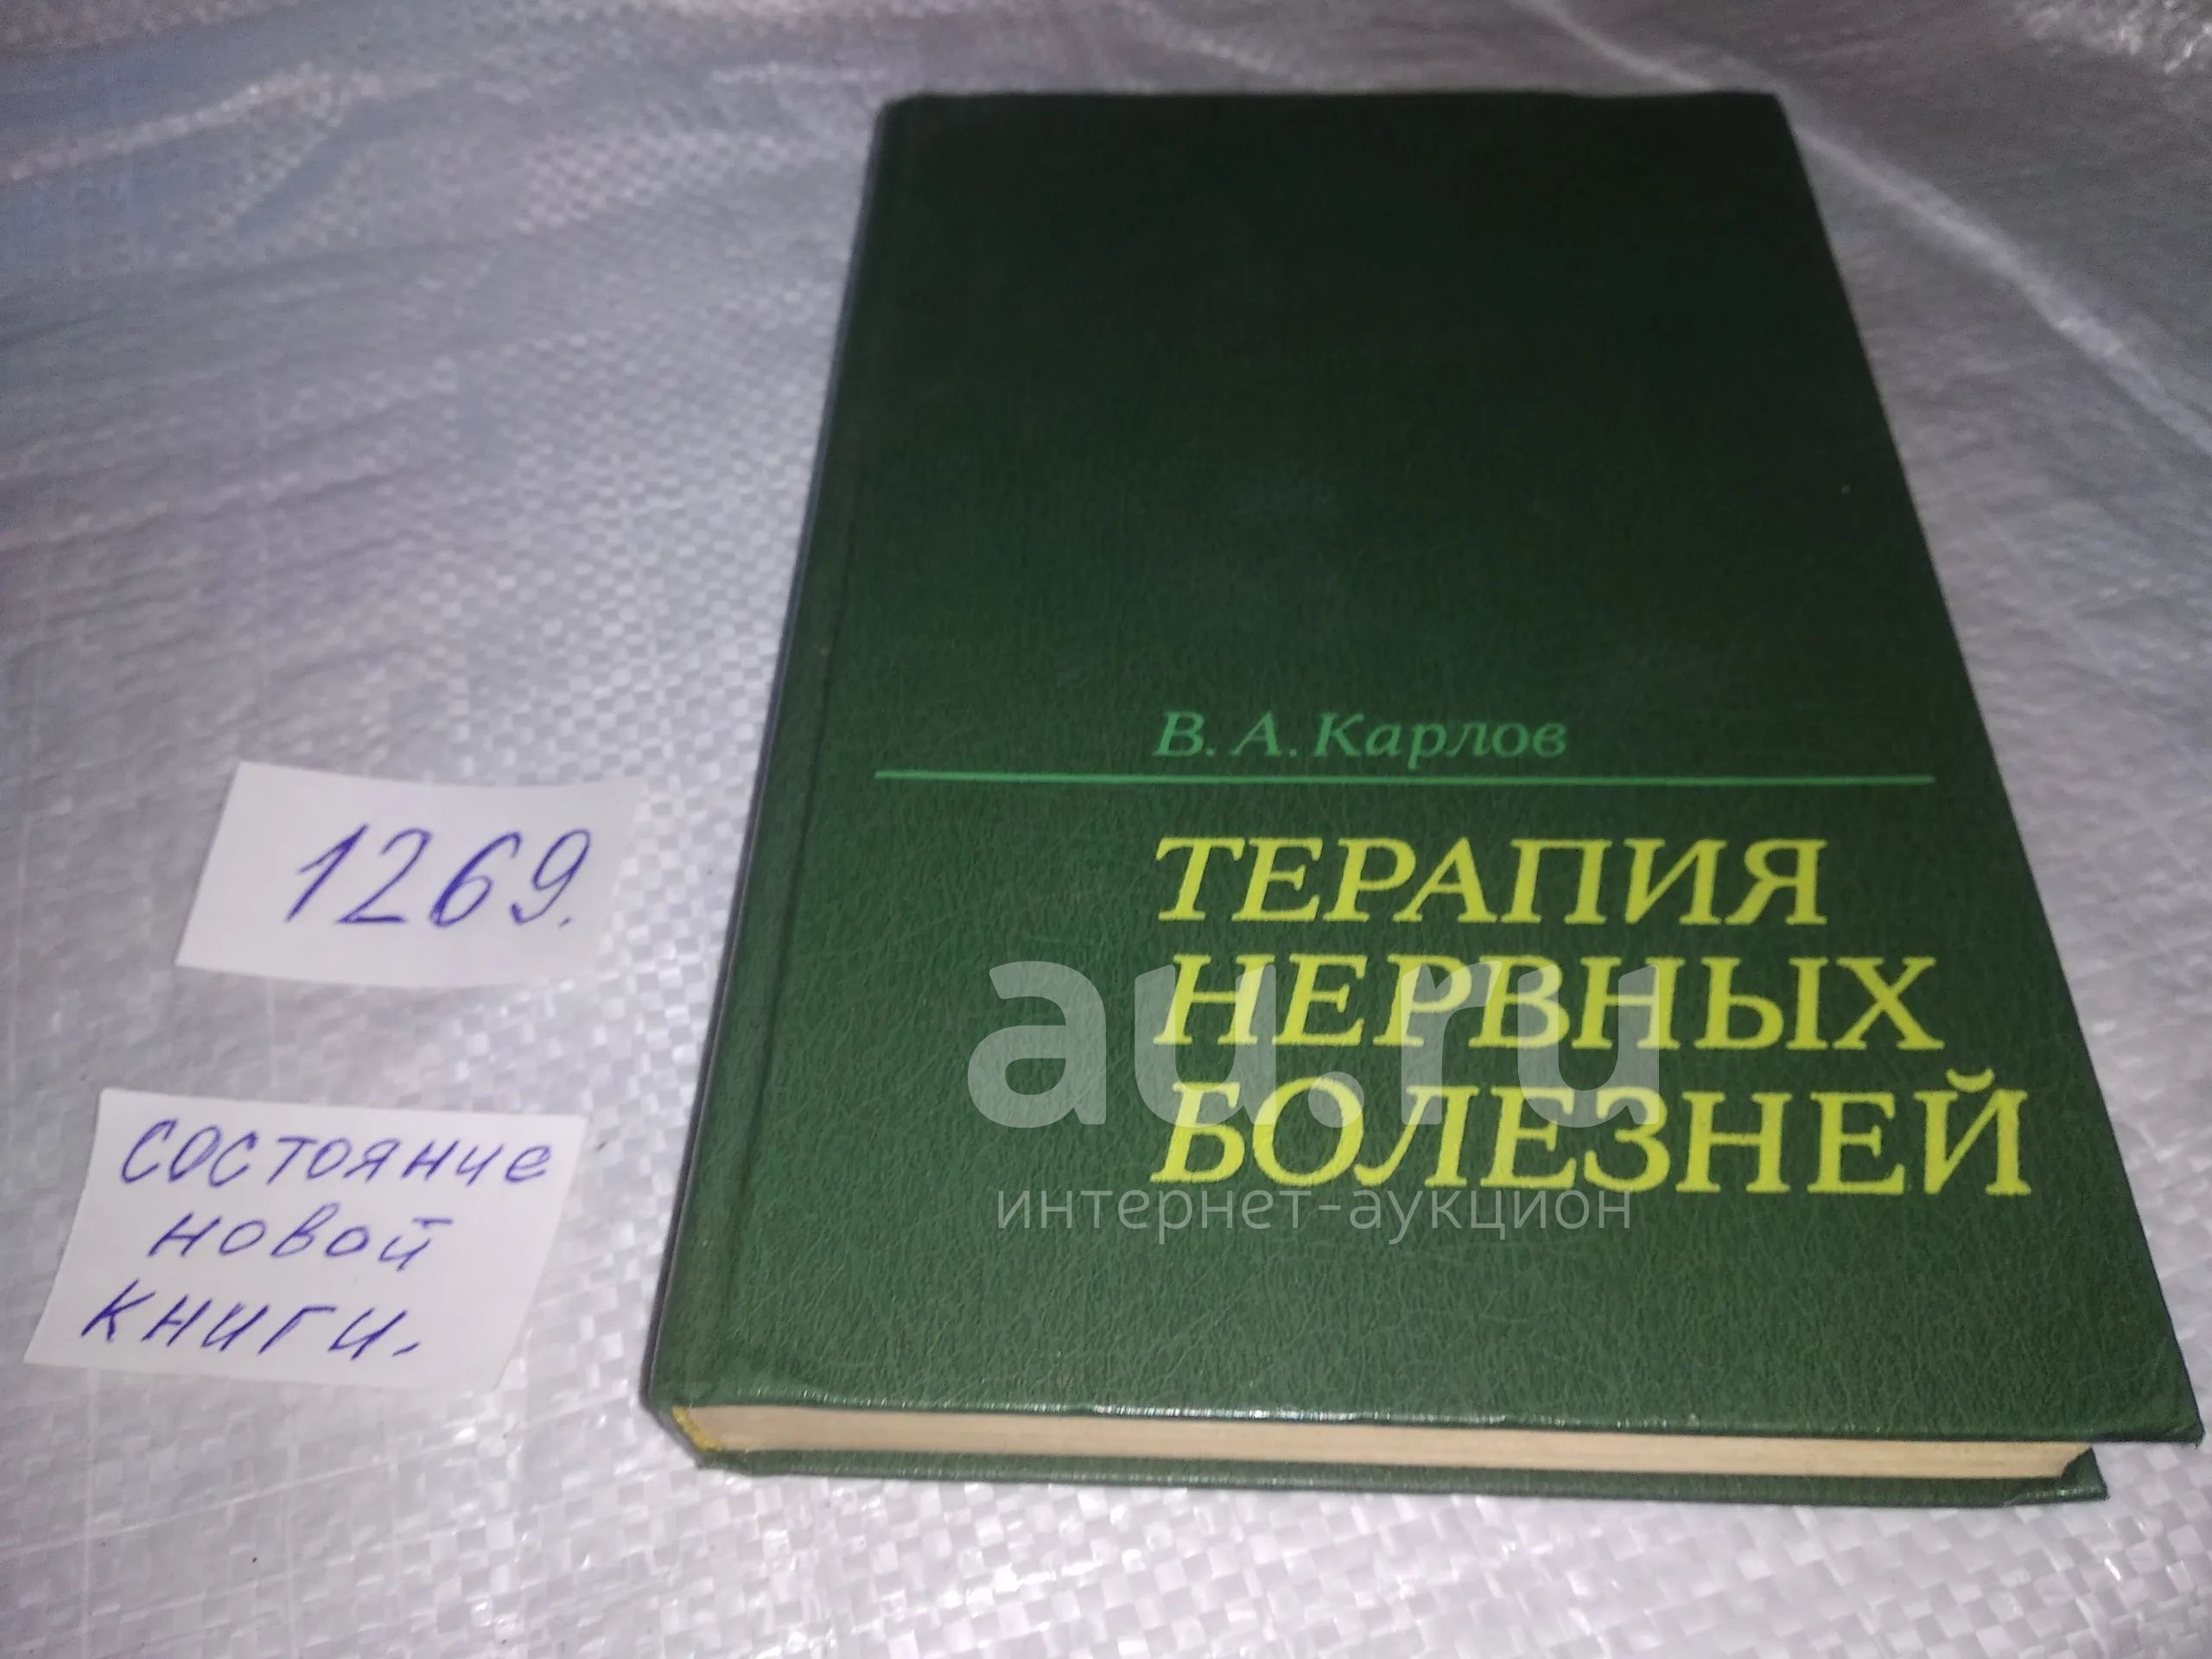 В. А. Карлов
ТЕРАПИЯ
НЕРВНЫХ
БОЛЕЗНЕЙ
au.ru
интернет-аукцион
1269.
состояние
новой
книги.